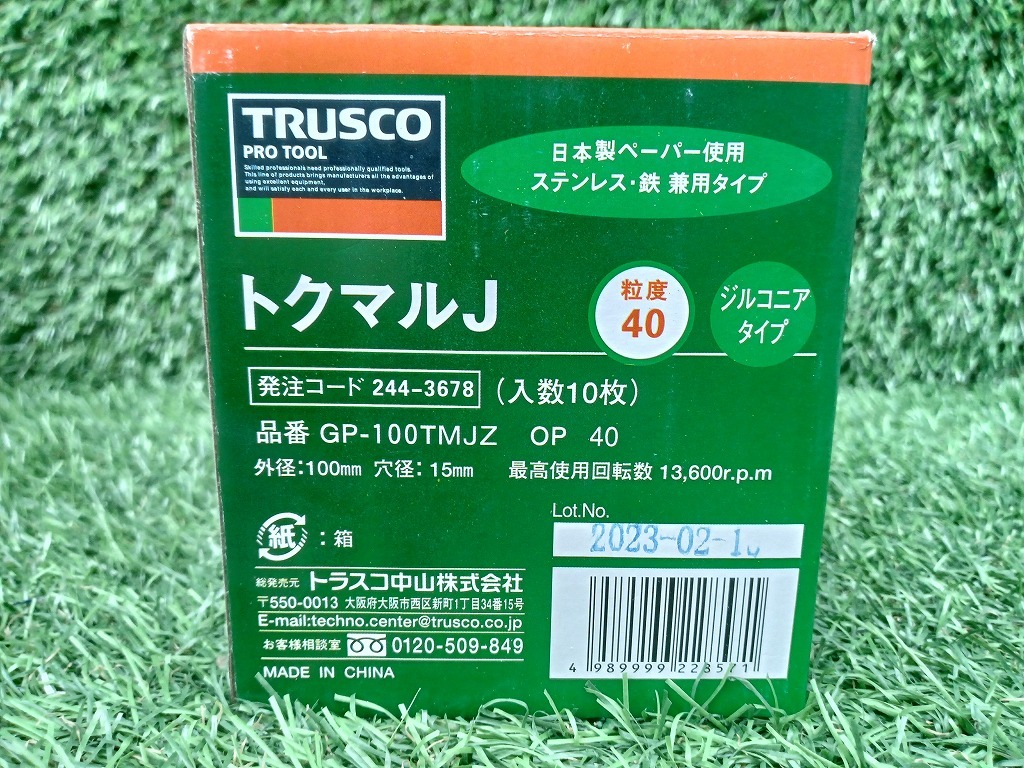 TRUSCO
PRO TOOL
Skilled professionals need professionally qualified tools.
This line of products brings manufacturers all the advantages of
using excellent equipment,
and will satisfy each and every user in the workplace.
日本製ペーパー使用
ステンレス・鉄 兼用タイプ
トクマルJ
粒度
40
ジルコニア
タイプ
発注コード 244-3678 (入数10枚)
品番 GP-100TMJZ OP 40
外径:100mm 穴径:15mm 最高使用回転数 13,600r.p.m
紙 : 箱
Lot.No.
2023-02-1
総発売元 トラスコ中山株式会社
〒550-0013 大阪府大阪市西区新町1丁目34番15号
E-mail:techno.center@trusco.co.jp
お客様相談室 0120-509-849
MADE IN CHINA
4 989999 223571